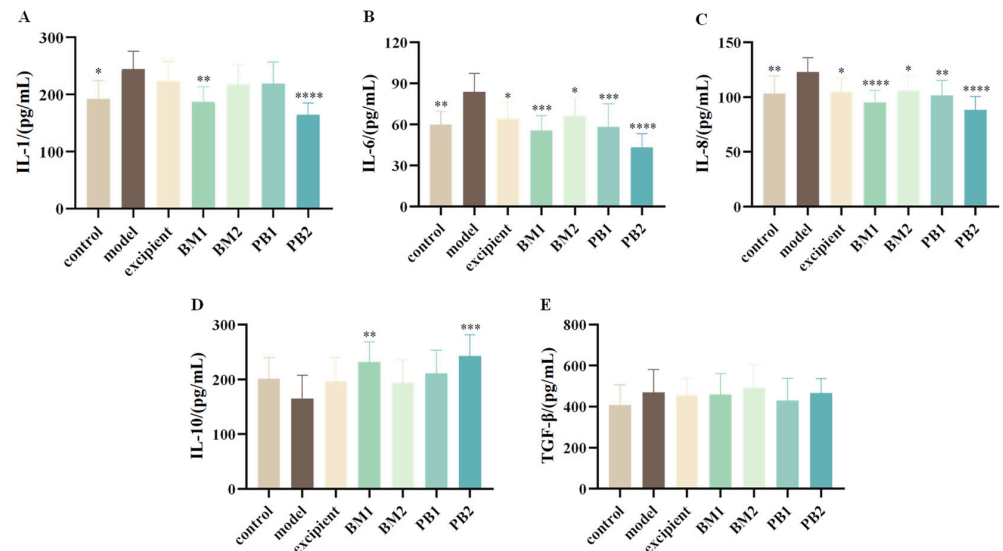 A
IL-1/(pg/mL)
300
200
100
0
*
**
****
control
model
excipient
BM1
BM2
PB1
PB2
B
IL-6/(pg/mL)
120
90
60
30
0
**
*
***
*
***
****
control
model
excipient
BM1
BM2
PB1
PB2
C
IL-8/(pg/mL)
150
100
50
0
**
*
****
*
**
****
control
model
excipient
BM1
BM2
PB1
PB2
D
IL-10/(pg/mL)
300
200
100
0
**
***
control
model
excipient
BM1
BM2
PB1
PB2
E
TGF-β/(pg/mL)
800
600
400
200
0
control
model
excipient
BM1
BM2
PB1
PB2